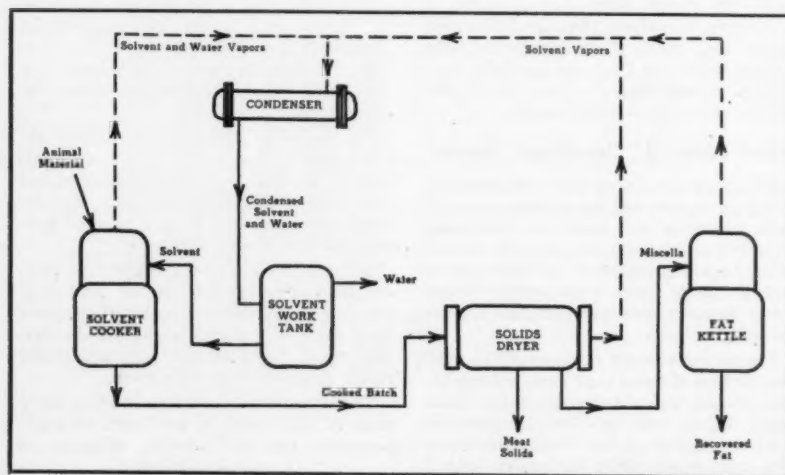 Solvent and Water Vapors
Solvent Vapors
CONDENSER
Animal
Material
Condensed
Solvent
and Water
Solvent
Miscella
Water
SOLVENT
COOKER
SOLVENT
WORK
TANK
SOLIDS
DRYER
FAT
KETTLE
Cooked Batch
Meat
Solids
Recovered
Fat